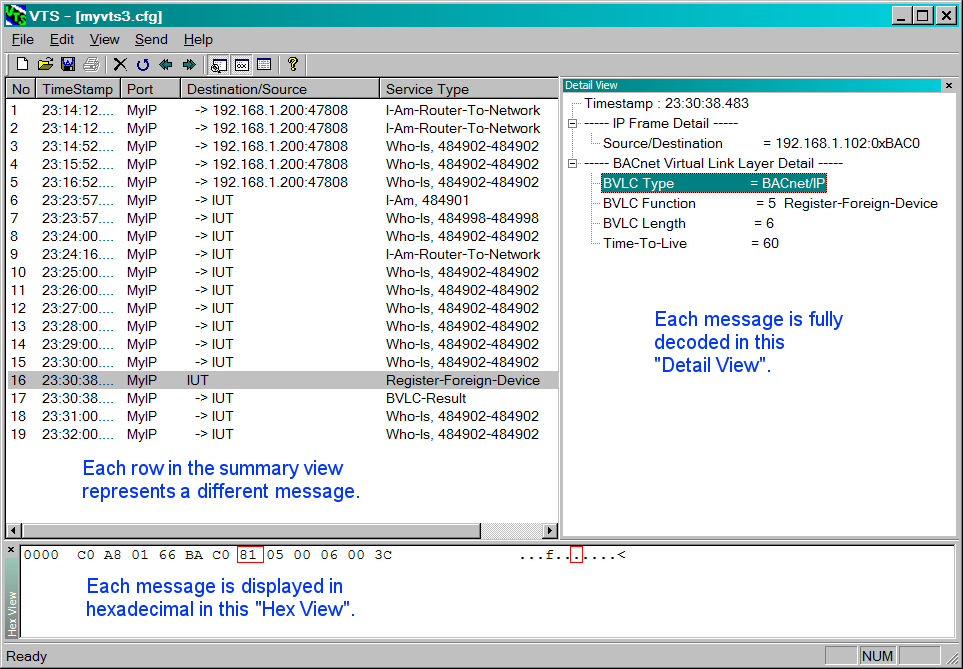 VTS - [myvts3.cfg]
File Edit View Send Help
No TimeStamp Port Destination/Source Service Type
1 23:14:12.... MyIP -> 192.168.1.200:47808 I-Am-Router-To-Network
2 23:14:12.... MyIP -> 192.168.1.200:47808 I-Am-Router-To-Network
3 23:14:52.... MyIP -> 192.168.1.200:47808 Who-Is, 484902-484902
4 23:15:52.... MyIP -> 192.168.1.200:47808 Who-Is, 484902-484902
5 23:16:52.... MyIP -> 192.168.1.200:47808 Who-Is, 484902-484902
6 23:23:57.... MyIP -> IUT I-Am, 484901
7 23:23:57.... MyIP -> IUT Who-Is, 484998-484998
8 23:24:00.... MyIP -> IUT Who-Is, 484902-484902
9 23:24:16.... MyIP -> IUT I-Am-Router-To-Network
10 23:25:00.... MyIP -> IUT Who-Is, 484902-484902
11 23:26:00.... MyIP -> IUT Who-Is, 484902-484902
12 23:27:00.... MyIP -> IUT Who-Is, 484902-484902
13 23:28:00.... MyIP -> IUT Who-Is, 484902-484902
14 23:29:00.... MyIP -> IUT Who-Is, 484902-484902
15 23:30:00.... MyIP -> IUT Who-Is, 484902-484902
16 23:30:38.... MyIP IUT Register-Foreign-Device
17 23:30:38.... MyIP -> IUT BVLC-Result
18 23:31:00.... MyIP -> IUT Who-Is, 484902-484902
19 23:32:00.... MyIP -> IUT Who-Is, 484902-484902
Each row in the summary view
represents a different message.
Detail View
Timestamp : 23:30:38.483
----- IP Frame Detail -----
Source/Destination = 192.168.1.102:0xBAC0
----- BACnet Virtual Link Layer Detail -----
BVLC Type = BACnet/IP
BVLC Function = 5 Register-Foreign-Device
BVLC Length = 6
Time-To-Live = 60
Each message is fully
decoded in this
"Detail View".
Hex View
0000 C0 A8 01 66 BA C0 81 05 00 06 00 3C ...f.......<
Each message is displayed in
hexadecimal in this "Hex View".
Ready NUM